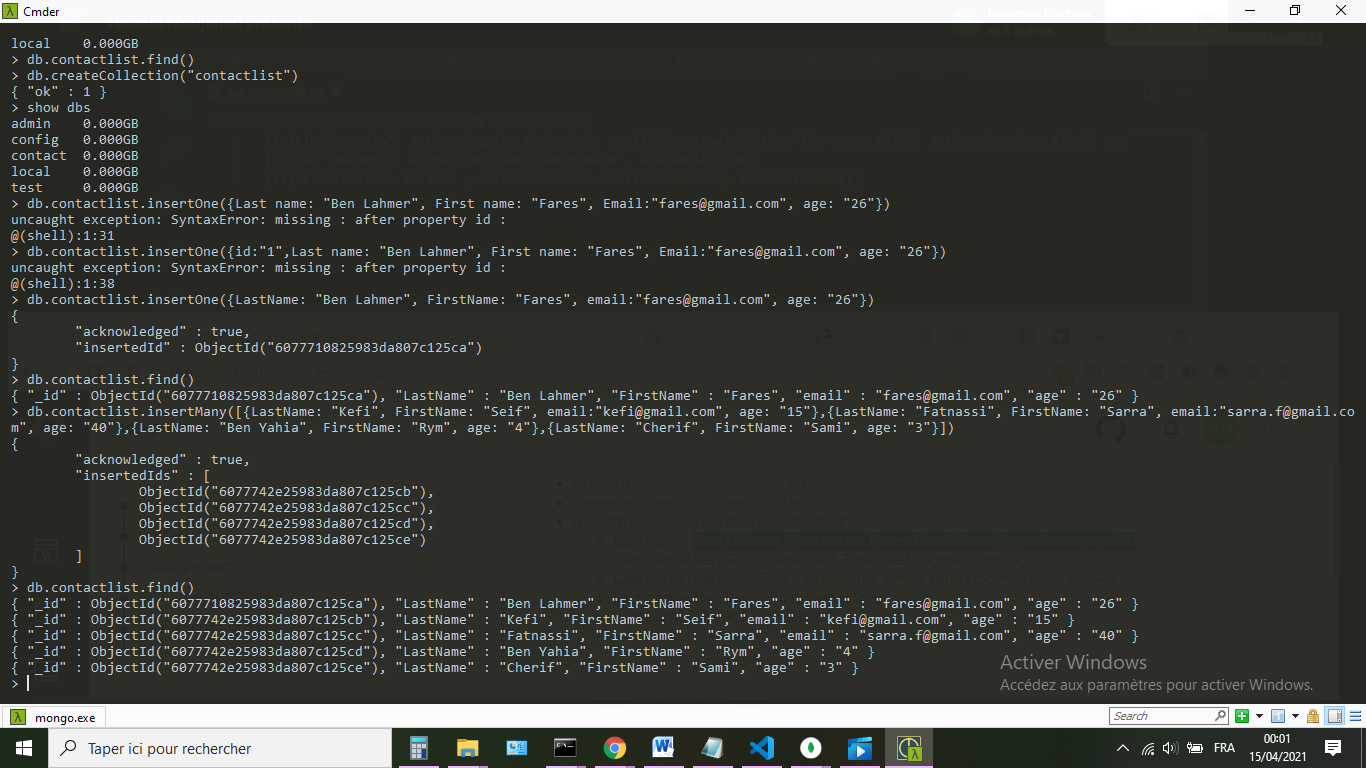 Cmder
local    0.000GB
> db.contactlist.find()
> db.createCollection("contactlist")
{ "ok" : 1 }
> show dbs
admin    0.000GB
config   0.000GB
contact  0.000GB
local    0.000GB
test     0.000GB
> db.contactlist.insertOne({Last name: "Ben Lahmer", First name: "Fares", Email:"fares@gmail.com", age: "26"})
uncaught exception: SyntaxError: missing : after property id :
@(shell):1:31
> db.contactlist.insertOne({id:"1",Last name: "Ben Lahmer", First name: "Fares", Email:"fares@gmail.com", age: "26"})
uncaught exception: SyntaxError: missing : after property id :
@(shell):1:38
> db.contactlist.insertOne({LastName: "Ben Lahmer", FirstName: "Fares", email:"fares@gmail.com", age: "26"})
{
        "acknowledged" : true,
        "insertedId" : ObjectId("6077710825983da807c125ca")
}
> db.contactlist.find()
{ "_id" : ObjectId("6077710825983da807c125ca"), "LastName" : "Ben Lahmer", "FirstName" : "Fares", "email" : "fares@gmail.com", "age" : "26" }
> db.contactlist.insertMany([{LastName: "Kefi", FirstName: "Seif", email:"kefi@gmail.com", age: "15"},{LastName: "Fatnassi", FirstName: "Sarra", email:"sarra.f@gmail.co
m", age: "40"},{LastName: "Ben Yahia", FirstName: "Rym", age: "4"},{LastName: "Cherif", FirstName: "Sami", age: "3"}])
{
        "acknowledged" : true,
        "insertedIds" : [
                ObjectId("6077742e25983da807c125cb"),
                ObjectId("6077742e25983da807c125cc"),
                ObjectId("6077742e25983da807c125cd"),
                ObjectId("6077742e25983da807c125ce")
        ]
}
> db.contactlist.find()
{ "_id" : ObjectId("6077710825983da807c125ca"), "LastName" : "Ben Lahmer", "FirstName" : "Fares", "email" : "fares@gmail.com", "age" : "26" }
{ "_id" : ObjectId("6077742e25983da807c125cb"), "LastName" : "Kefi", "FirstName" : "Seif", "email" : "kefi@gmail.com", "age" : "15" }
{ "_id" : ObjectId("6077742e25983da807c125cc"), "LastName" : "Fatnassi", "FirstName" : "Sarra", "email" : "sarra.f@gmail.com", "age" : "40" }
{ "_id" : ObjectId("6077742e25983da807c125cd"), "LastName" : "Ben Yahia", "FirstName" : "Rym", "age" : "4" }
{ "_id" : ObjectId("6077742e25983da807c125ce"), "LastName" : "Cherif", "FirstName" : "Sami", "age" : "3" }
>
Activer Windows
Accédez aux paramètres pour activer Windows.
mongo.exe
Search
Taper ici pour rechercher
FRA
00:01
15/04/2021